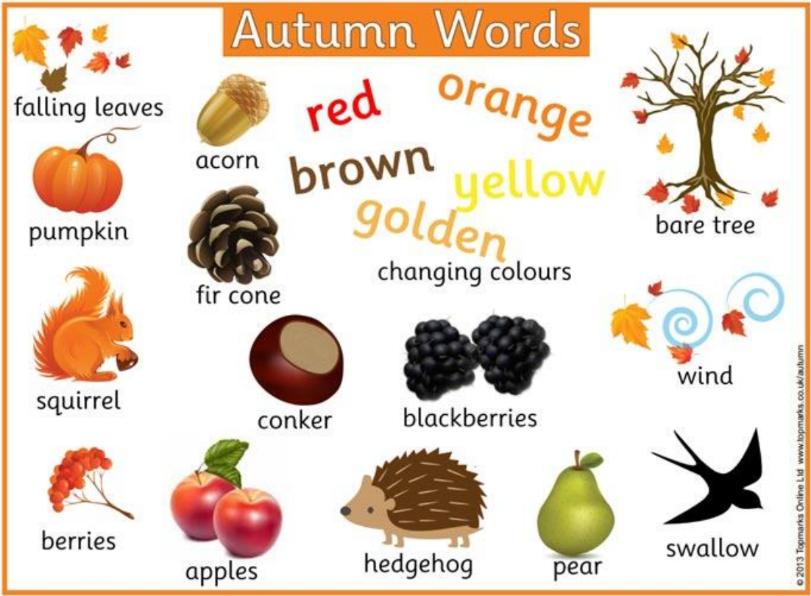 Autumn Words
falling leaves
acorn
red
orange
brown
yellow
golden
changing colours
bare tree
pumpkin
fir cone
squirrel
conker
blackberries
wind
berries
apples
hedgehog
pear
swallow
© 2013 Topmarks Online Ltd www.topmarks.co.uk/autumn